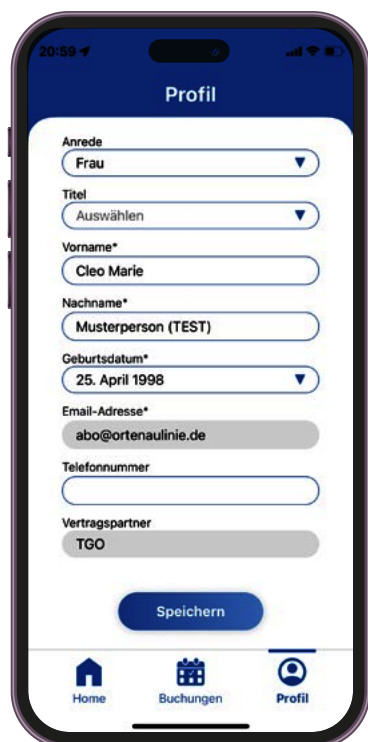 20:59
Profil
Anrede
Frau
Titel
Auswählen
Vorname*
Cleo Marie
Nachname*
Musterperson (TEST)
Geburtsdatum*
25. April 1998
Email-Adresse*
abo@ortenaulinie.de
Telefonnummer
Vertragspartner
TGO
Speichern
Home Buchungen Profil